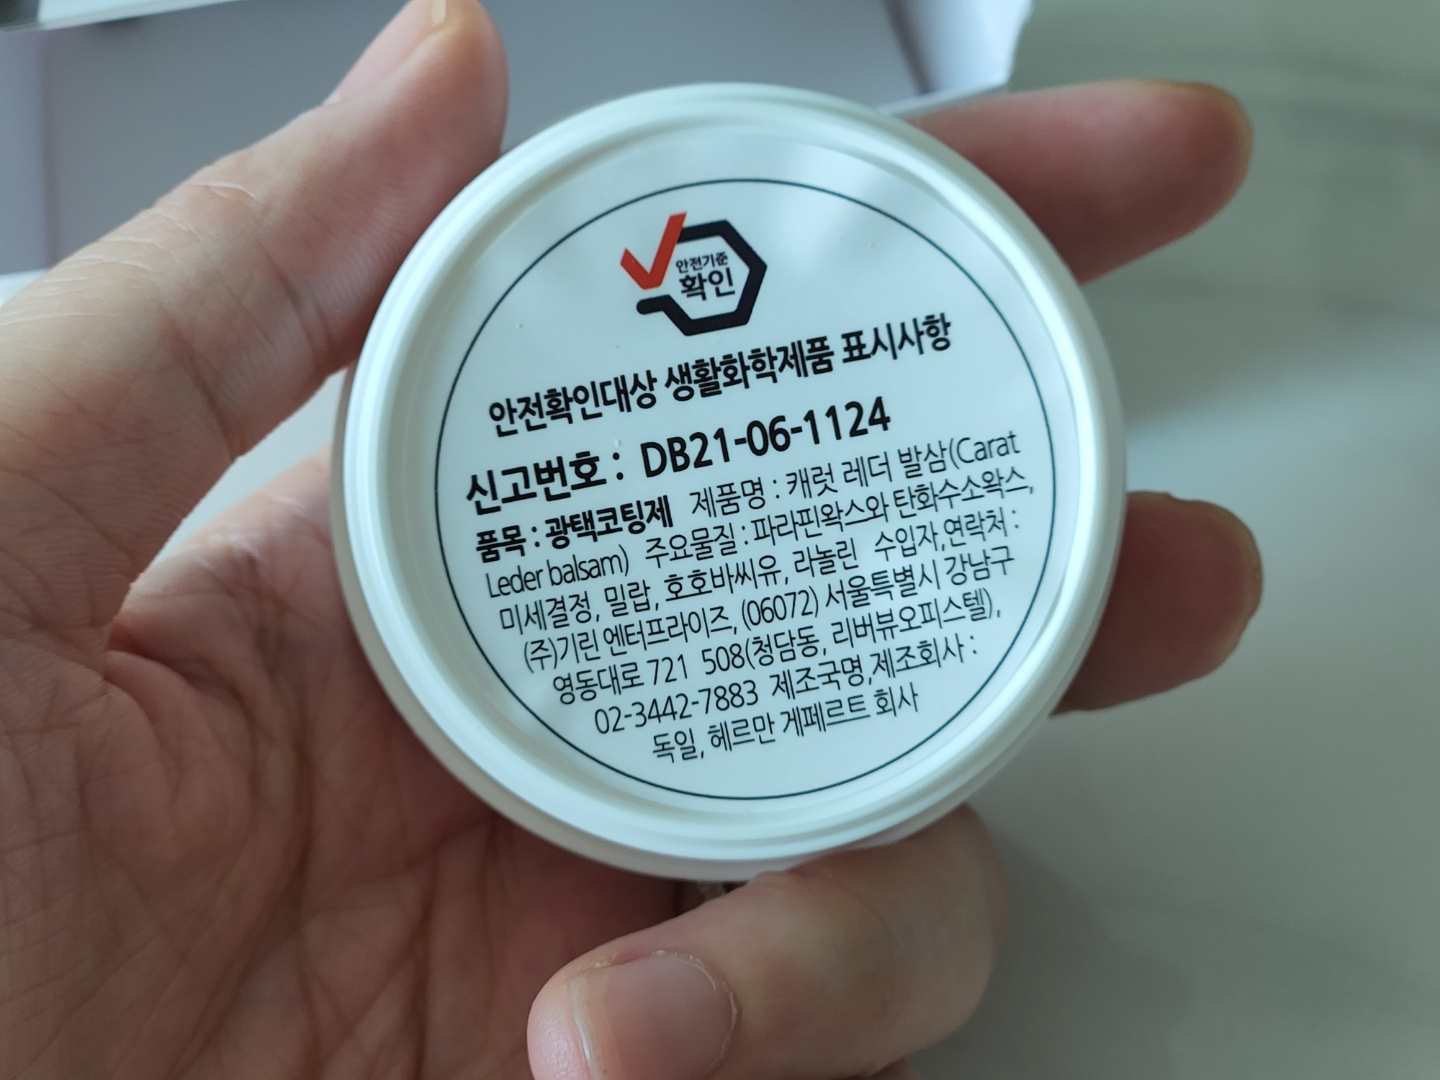 안전기준
확인
안전확인대상 생활화학제품 표시사항
신고번호 : DB21-06-1124
품목 : 광택코팅제 제품명 : 캐럿 레더 발삼(Carat
Leder balsam) 주요물질 : 파라핀왁스와 탄화수소왁스,
미세결정, 밀랍, 호호바씨유, 라놀린 수입자,연락처 :
(주)기린 엔터프라이즈, (06072) 서울특별시 강남구
영동대로 721 508(청담동, 리버뷰오피스텔),
02-3442-7883 제조국명,제조회사 :
독일, 헤르만 게페르트 회사